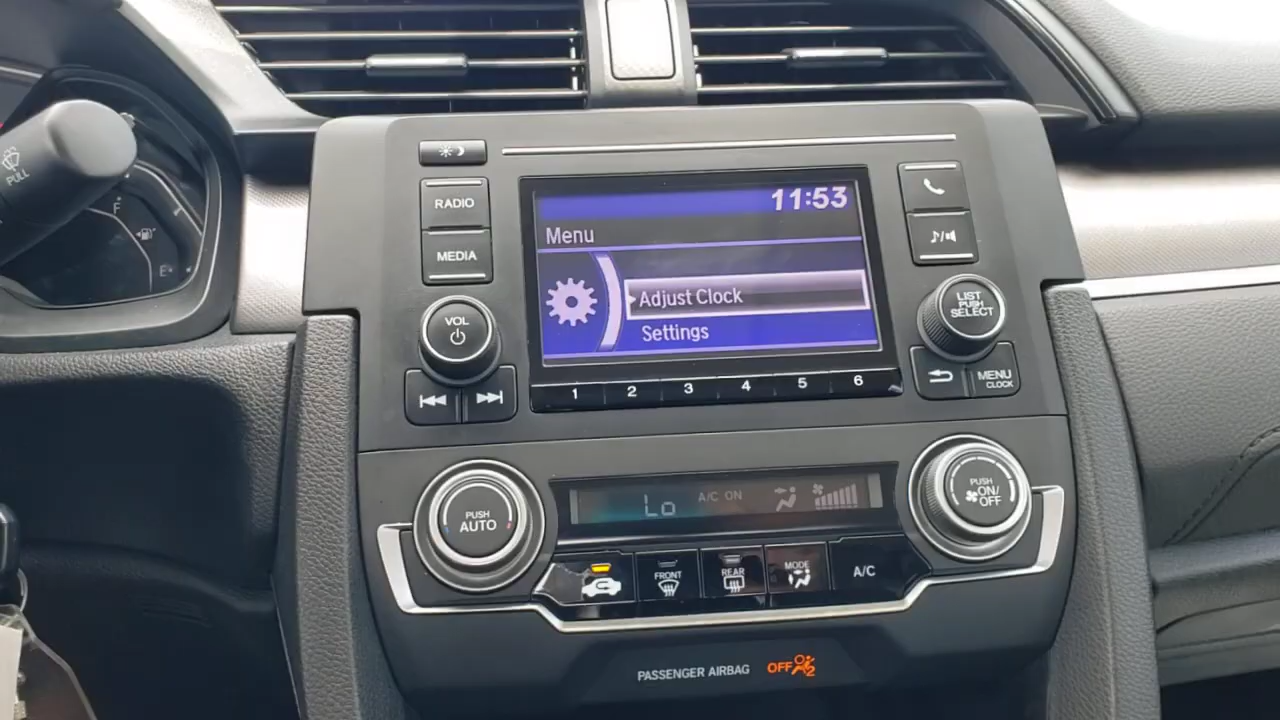 PULL
F
E
RADIO
MEDIA
VOL
11:53
Menu
Adjust Clock
Settings
1 2 3 4 5 6
LIST
PUSH
SELECT
MENU
CLOCK
PUSH
AUTO
Lo
A/C ON
PUSH
ON/
OFF
FRONT
REAR
MODE
A/C
PASSENGER AIRBAG
OFF
2